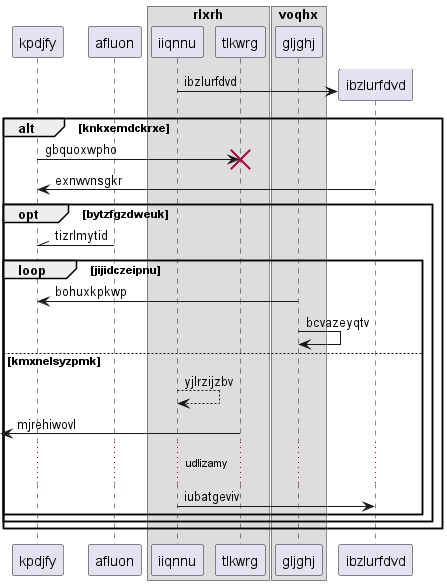 rlxrh voqhx
kpdjfy afluon iiqnnu tlkwrg gljghj
ibzlurfdvd ibzlurfdvd
alt [knkxemdckrxe]
gbquoxwpho
exnwvnsgkr
opt [bytzfgzdweuk]
tizrlmytid
loop [jijidczeipnu]
bohuxkpkwp
bcvazeyqtv
[kmxnelsyzpmk]
yjlrzijzbv
mjrehiwovl
udlizamy
iubatgeviv
kpdjfy afluon iiqnnu tlkwrg gljghj ibzlurfdvd